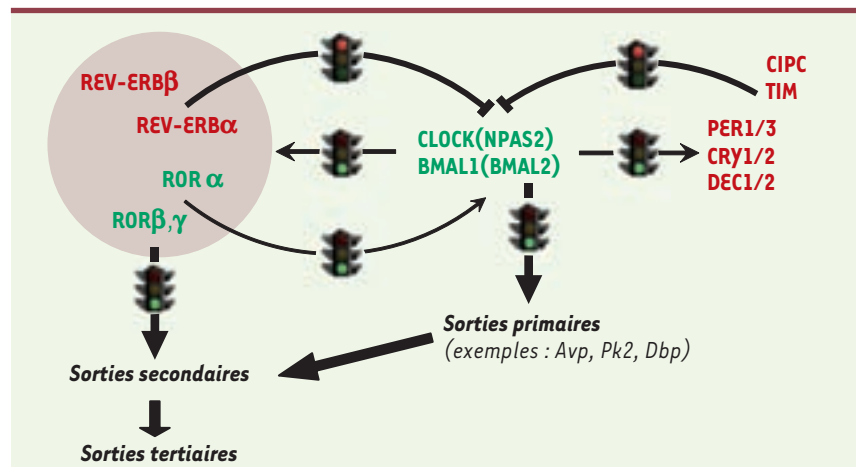 REV-ERBβ
REV-ERBα
ROR α
RORβ,γ
CLOCK(NPAS2)
BMAL1(BMAL2)
CIPC
TIM
PER1/3
CRY1/2
DEC1/2
Sorties primaires
(exemples : Avp, Pk2, Dbp)
Sorties secondaires
Sorties tertiaires